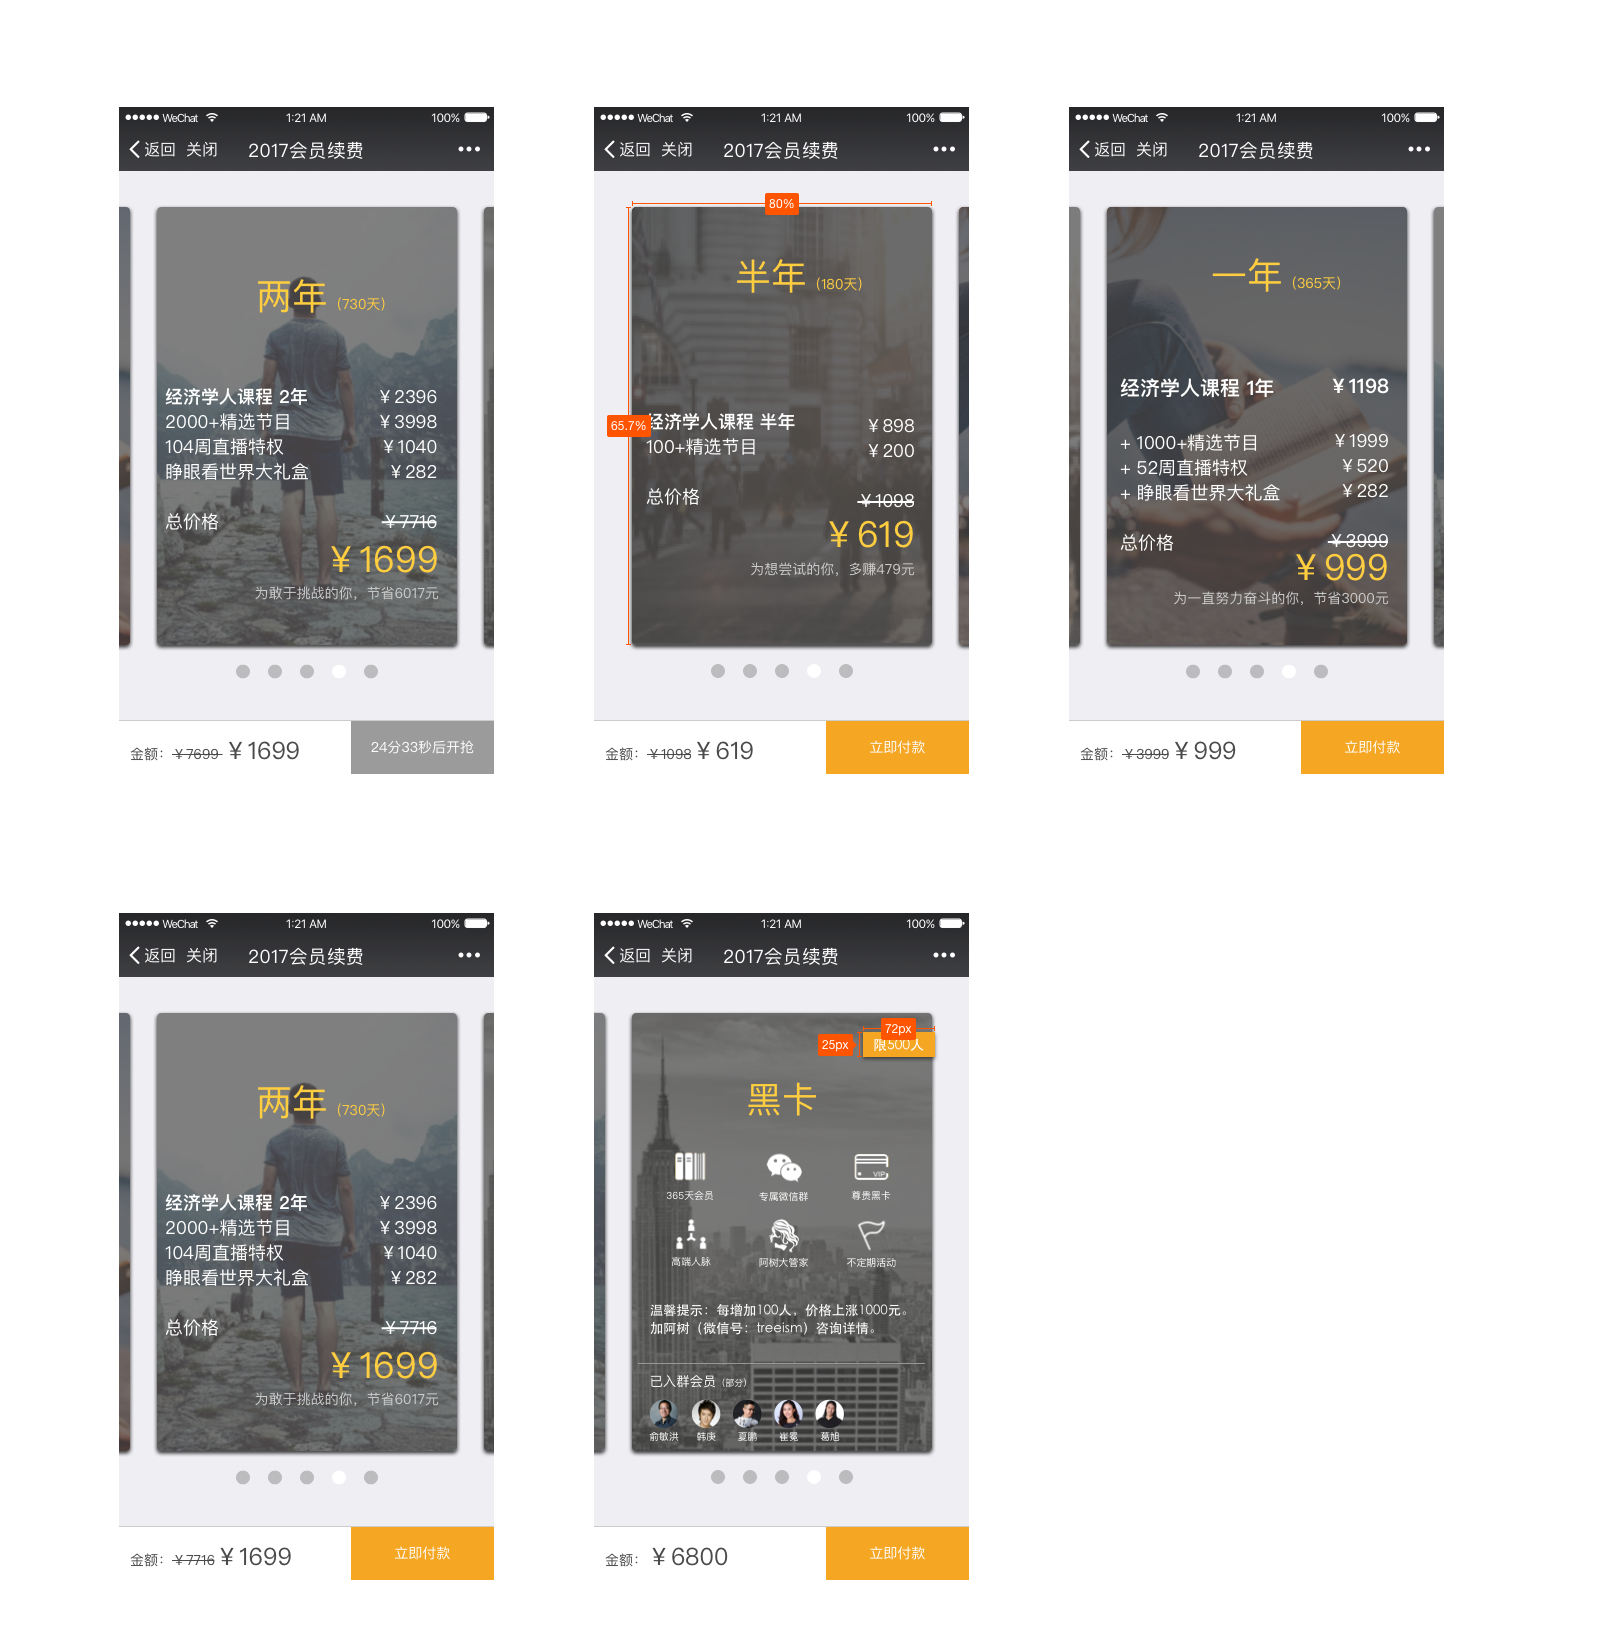 WeChat 1:21 AM 100%
返回 关闭 2017会员续费
两年 (730天)
经济学人课程 2年 ¥2396
2000+精选节目 ¥3998
104周直播特权 ¥1040
睁眼看世界大礼盒 ¥282
总价格 ¥7716
¥1699
为敢于挑战的你，节省6017元
金额：¥7699 ¥1699
24分33秒后开抢
WeChat 1:21 AM 100%
返回 关闭 2017会员续费
80%
半年 (180天)
65.7%
经济学人课程 半年 ¥898
100+精选节目 ¥200
总价格 ¥1098
¥619
为想尝试的你，多赚479元
金额：¥1098 ¥619
立即付款
WeChat 1:21 AM 100%
返回 关闭 2017会员续费
一年 (365天)
经济学人课程 1年 ¥1198
+ 1000+精选节目 ¥1999
+ 52周直播特权 ¥520
+ 睁眼看世界大礼盒 ¥282
总价格 ¥3999
¥999
为一直努力奋斗的你，节省3000元
金额：¥3999 ¥999
立即付款
WeChat 1:21 AM 100%
返回 关闭 2017会员续费
两年 (730天)
经济学人课程 2年 ¥2396
2000+精选节目 ¥3998
104周直播特权 ¥1040
睁眼看世界大礼盒 ¥282
总价格 ¥7716
¥1699
为敢于挑战的你，节省6017元
金额：¥7716 ¥1699
立即付款
WeChat 1:21 AM 100%
返回 关闭 2017会员续费
72px
25px
限500人
黑卡
VIP
365天会员 专属微信群 尊贵黑卡
高端人脉 阿树大管家 不定期活动
温馨提示：每增加100人，价格上涨1000元。
加阿树（微信号：treeism）咨询详情。
已入群会员 (部分)
俞敏洪 韩庚 夏鹏 崔冕 葛旭
金额：¥6800
立即付款